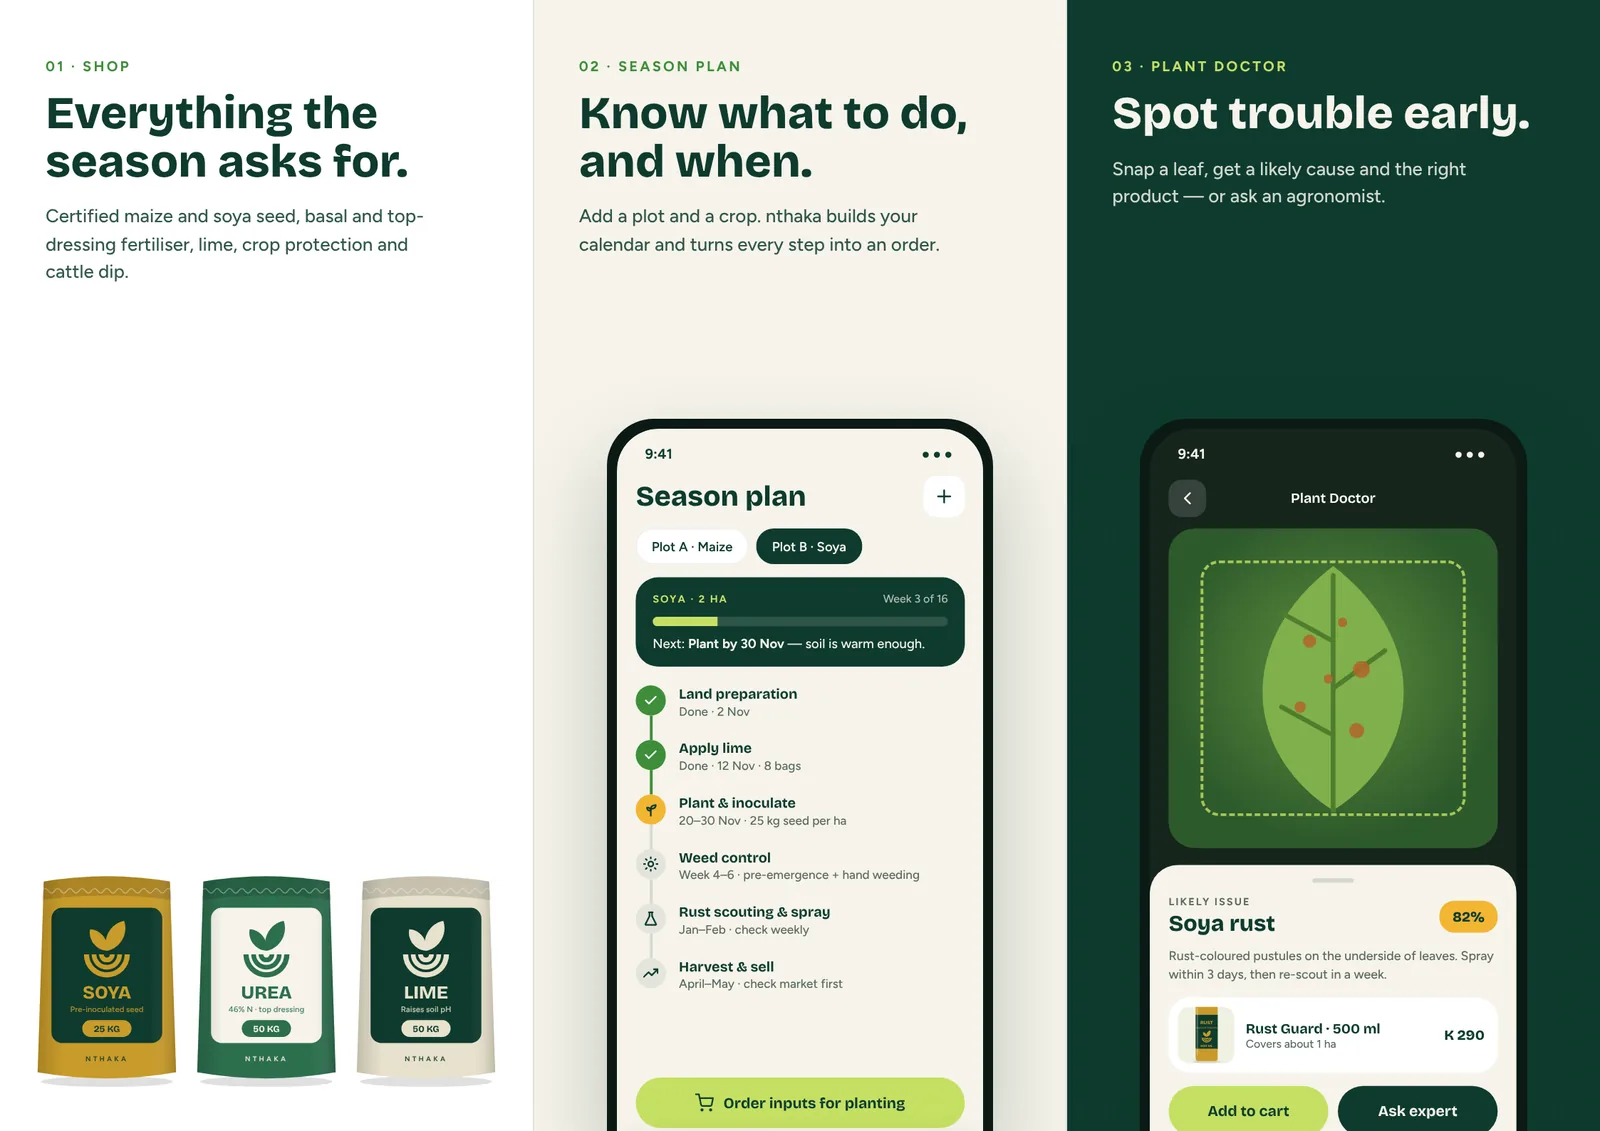 01 · SHOP
Everything the
season asks for.
Certified maize and soya seed, basal and top-
dressing fertiliser, lime, crop protection and
cattle dip.
SOYA
Pre-inoculated seed
25 KG
NTHAKA
UREA
46% N · top dressing
50 KG
NTHAKA
LIME
Raises soil pH
50 KG
NTHAKA
02 · SEASON PLAN
Know what to do,
and when.
Add a plot and a crop. nthaka builds your
calendar and turns every step into an order.
9:41
Season plan
Plot A · Maize
Plot B · Soya
SOYA · 2 HA
Week 3 of 16
Next: Plant by 30 Nov — soil is warm enough.
Land preparation
Done · 2 Nov
Apply lime
Done · 12 Nov · 8 bags
Plant & inoculate
20–30 Nov · 25 kg seed per ha
Weed control
Week 4–6 · pre-emergence + hand weeding
Rust scouting & spray
Jan–Feb · check weekly
Harvest & sell
April–May · check market first
Order inputs for planting
03 · PLANT DOCTOR
Spot trouble early.
Snap a leaf, get a likely cause and the right
product — or ask an agronomist.
9:41
Plant Doctor
LIKELY ISSUE
Soya rust
82%
Rust-coloured pustules on the underside of leaves. Spray
within 3 days, then re-scout in a week.
RUST
Rust Guard · 500 ml
Covers about 1 ha
K 290
Add to cart
Ask expert